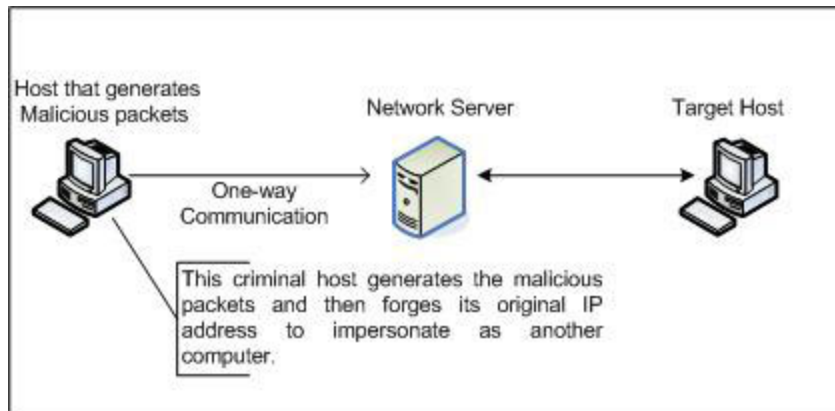 Host that generates
Malicious packets
Network Server
Target Host
One-way
Communication
This criminal host generates the malicious
packets and then forges its original IP
address to impersonate as another
computer.